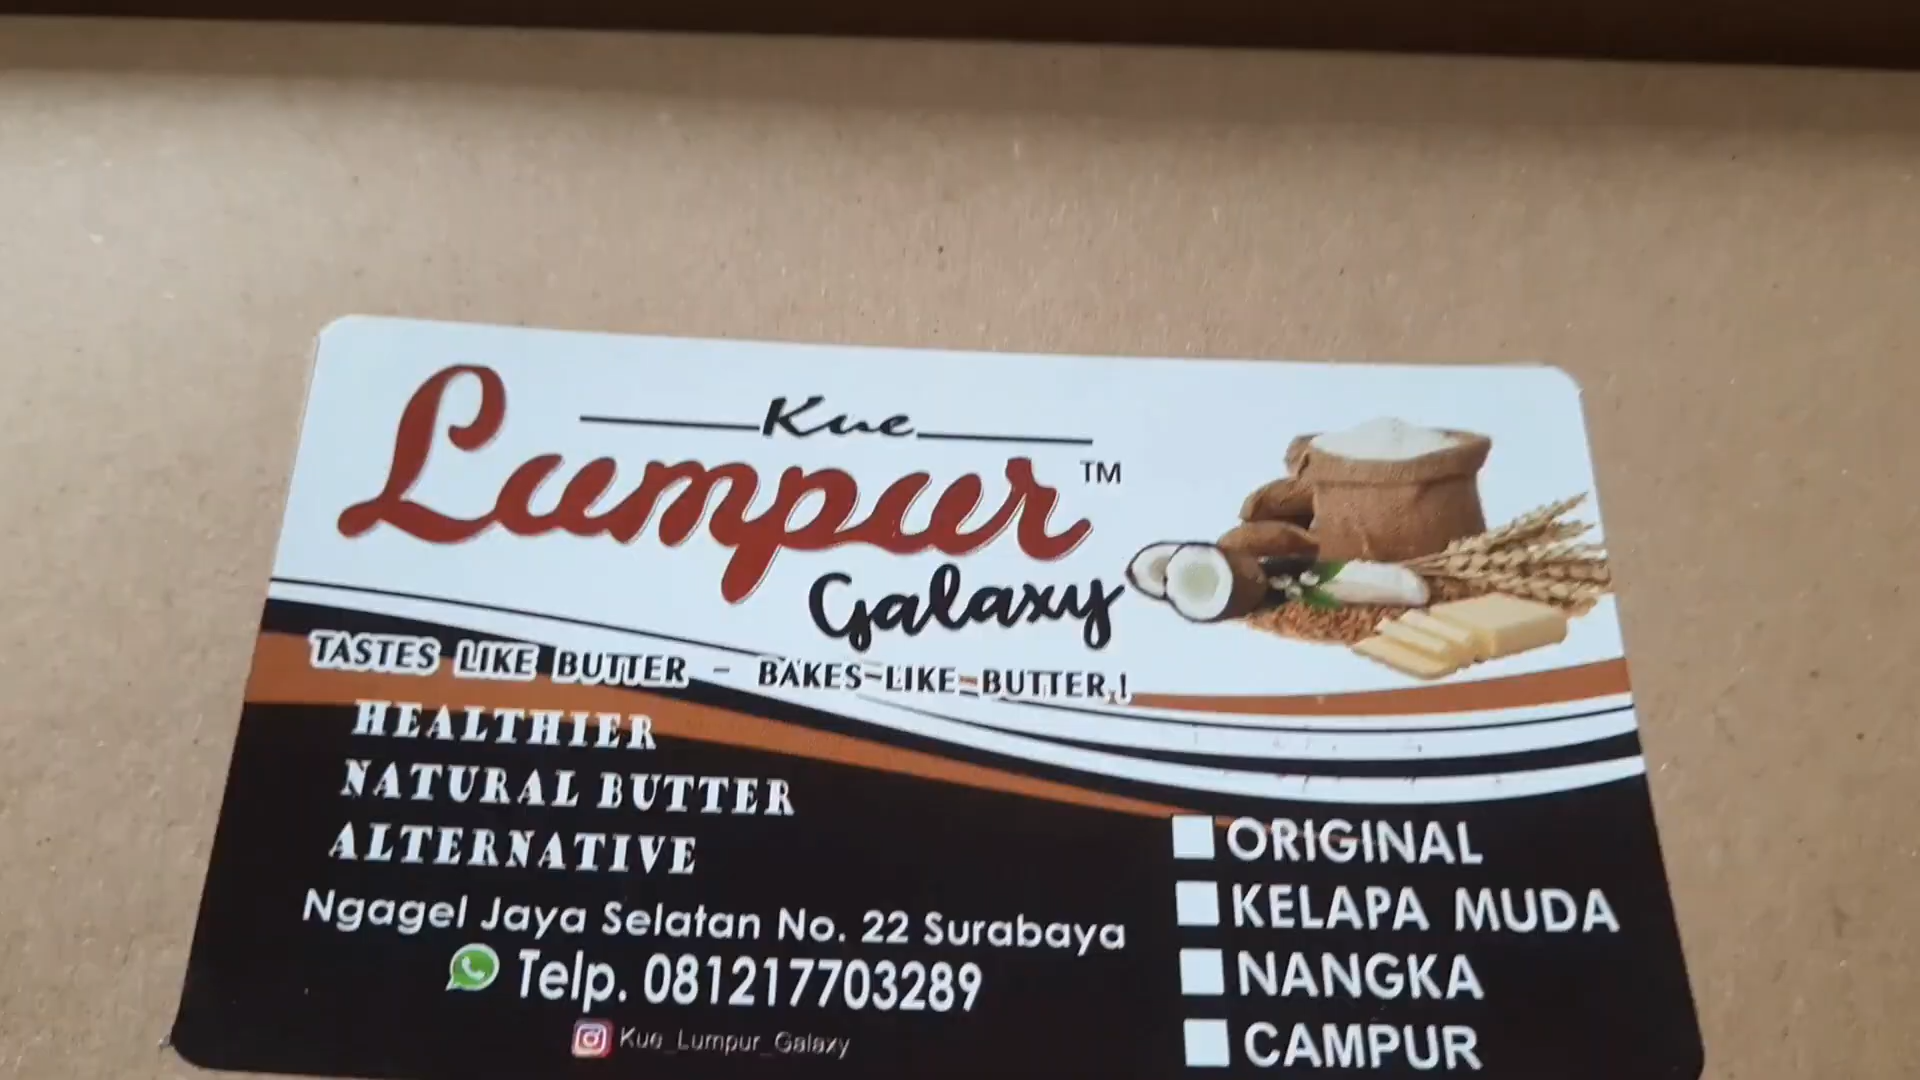 Kue
Lumpur™
Galaxy
TASTES LIKE BUTTER - BAKES-LIKE-BUTTER!
HEALTHIER
NATURAL BUTTER
ALTERNATIVE
Ngagel Jaya Selatan No. 22 Surabaya
Telp. 081217703289
Kue_Lumpur_Galaxy
ORIGINAL
KELAPA MUDA
NANGKA
CAMPUR